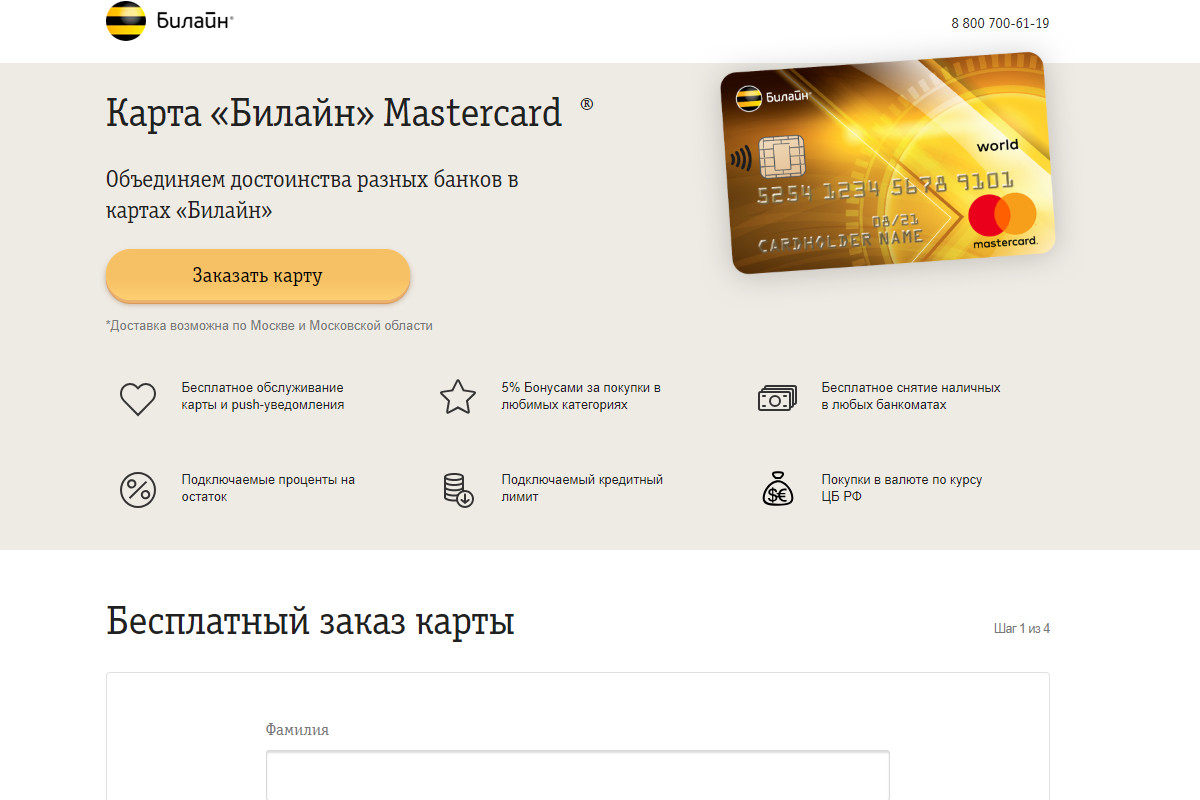 Билайн®
8 800 700-61-19
Карта «Билайн» Mastercard ®
Объединяем достоинства разных банков в
картах «Билайн»
Заказать карту
*Доставка возможна по Москве и Московской области
Билайн®
world
5254 1234 5678 9101
08/21
CARDHOLDER NAME
mastercard.
Бесплатное обслуживание
карты и push-уведомления
5% Бонусами за покупки в
любимых категориях
Бесплатное снятие наличных
в любых банкоматах
Подключаемые проценты на
остаток
Подключаемый кредитный
лимит
$€
Покупки в валюте по курсу
ЦБ РФ
Бесплатный заказ карты
Шаг 1 из 4
Фамилия